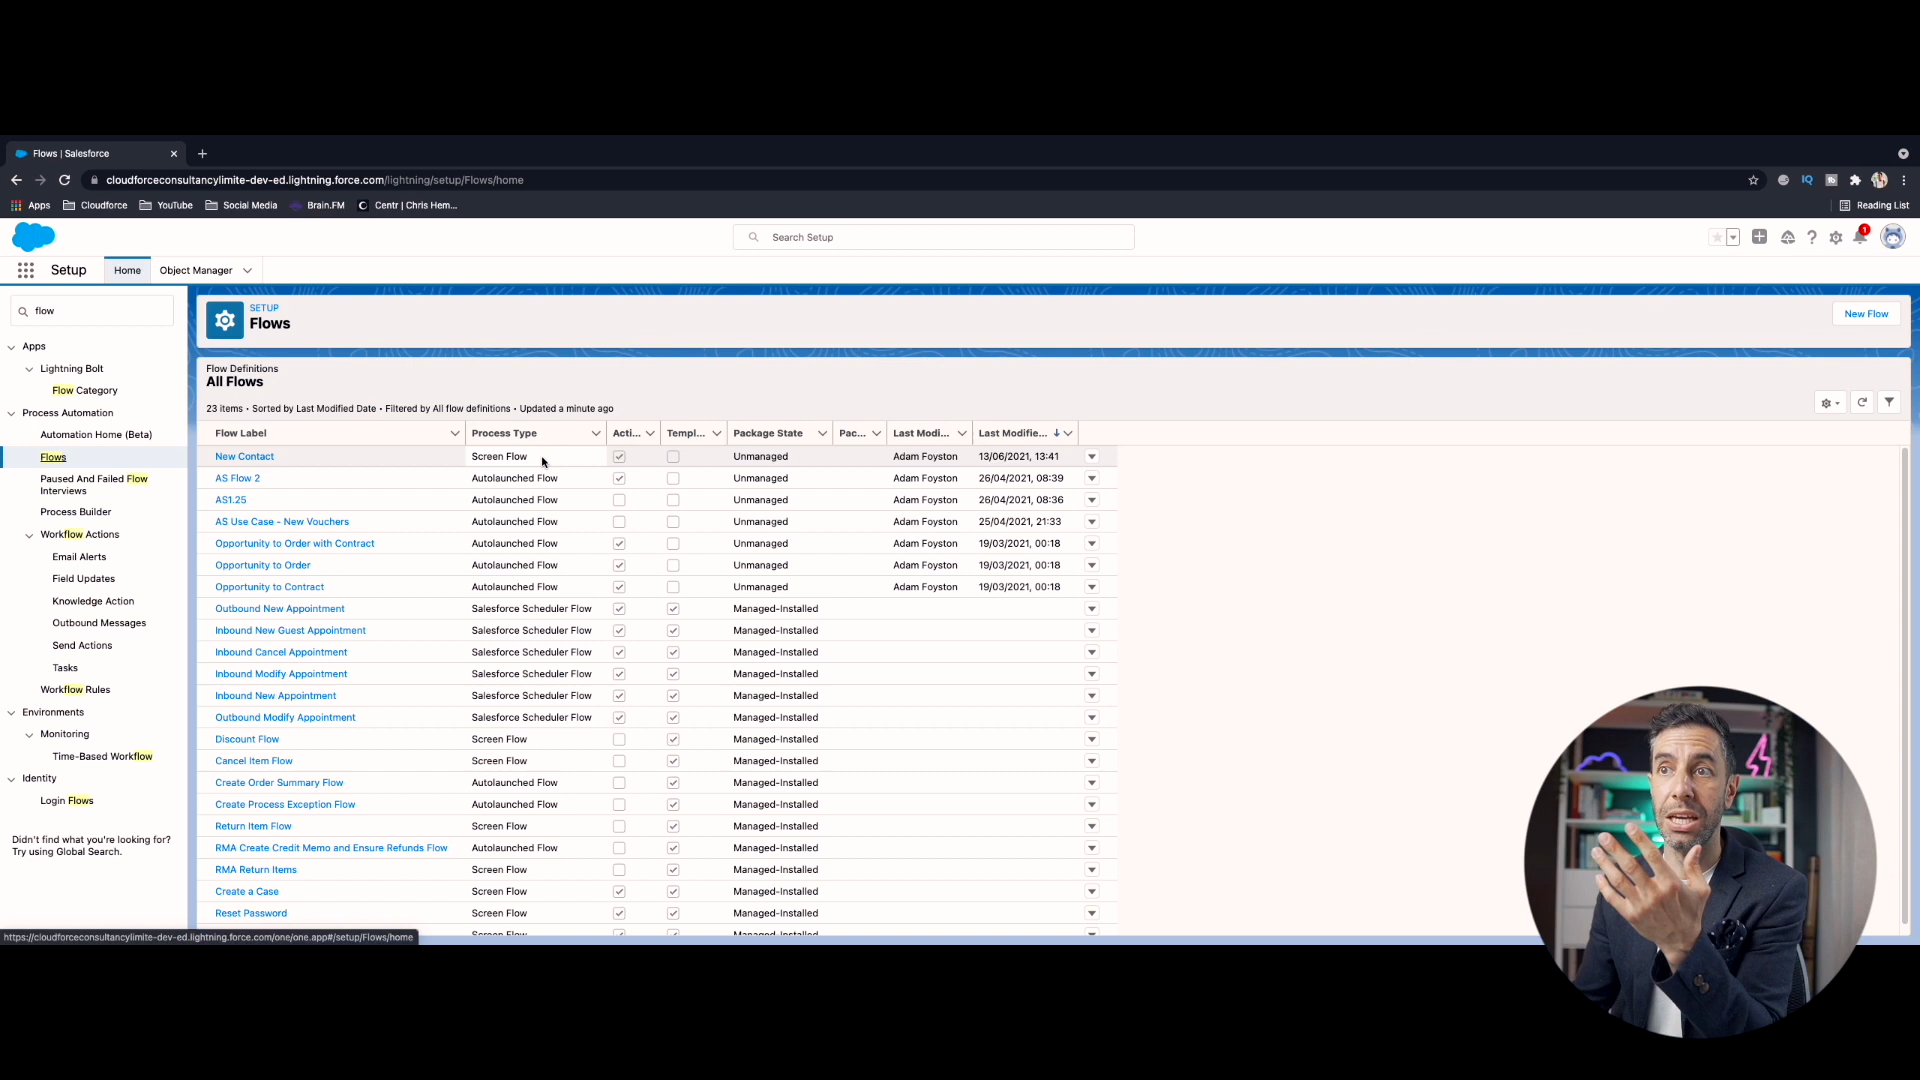 Flows | Salesforce
cloudforceconsultancylimite-dev-ed.lightning.force.com/lightning/setup/Flows/home
Apps Cloudforce YouTube Social Media Brain.FM Centr | Chris Hem... Reading List
Search Setup
1
Setup Home Object Manager
flow
Apps
Lightning Bolt
Flow Category
Process Automation
Automation Home (Beta)
Flows
Paused And Failed Flow
Interviews
Process Builder
Workflow Actions
Email Alerts
Field Updates
Knowledge Action
Outbound Messages
Send Actions
Tasks
Workflow Rules
Environments
Monitoring
Time-Based Workflow
Identity
Login Flows
Didn't find what you're looking for?
Try using Global Search.
SETUP
Flows
New Flow
Flow Definitions
All Flows
23 items • Sorted by Last Modified Date • Filtered by All flow definitions • Updated a minute ago
Flow Label Process Type Acti... Templ... Package State Pac... Last Modi... Last Modifie...
New Contact Screen Flow Unmanaged Adam Foyston 13/06/2021, 13:41
AS Flow 2 Autolaunched Flow Unmanaged Adam Foyston 26/04/2021, 08:39
AS1.25 Autolaunched Flow Unmanaged Adam Foyston 26/04/2021, 08:36
AS Use Case - New Vouchers Autolaunched Flow Unmanaged Adam Foyston 25/04/2021, 21:33
Opportunity to Order with Contract Autolaunched Flow Unmanaged Adam Foyston 19/03/2021, 00:18
Opportunity to Order Autolaunched Flow Unmanaged Adam Foyston 19/03/2021, 00:18
Opportunity to Contract Autolaunched Flow Unmanaged Adam Foyston 19/03/2021, 00:18
Outbound New Appointment Salesforce Scheduler Flow Managed-Installed
Inbound New Guest Appointment Salesforce Scheduler Flow Managed-Installed
Inbound Cancel Appointment Salesforce Scheduler Flow Managed-Installed
Inbound Modify Appointment Salesforce Scheduler Flow Managed-Installed
Inbound New Appointment Salesforce Scheduler Flow Managed-Installed
Outbound Modify Appointment Salesforce Scheduler Flow Managed-Installed
Discount Flow Screen Flow Managed-Installed
Cancel Item Flow Screen Flow Managed-Installed
Create Order Summary Flow Autolaunched Flow Managed-Installed
Create Process Exception Flow Autolaunched Flow Managed-Installed
Return Item Flow Screen Flow Managed-Installed
RMA Create Credit Memo and Ensure Refunds Flow Autolaunched Flow Managed-Installed
RMA Return Items Screen Flow Managed-Installed
Create a Case Screen Flow Managed-Installed
Reset Password Screen Flow Managed-Installed
Screen Flow Managed-Installed
https://cloudforceconsultancylimite-dev-ed.lightning.force.com/one/one.app#/setup/Flows/home